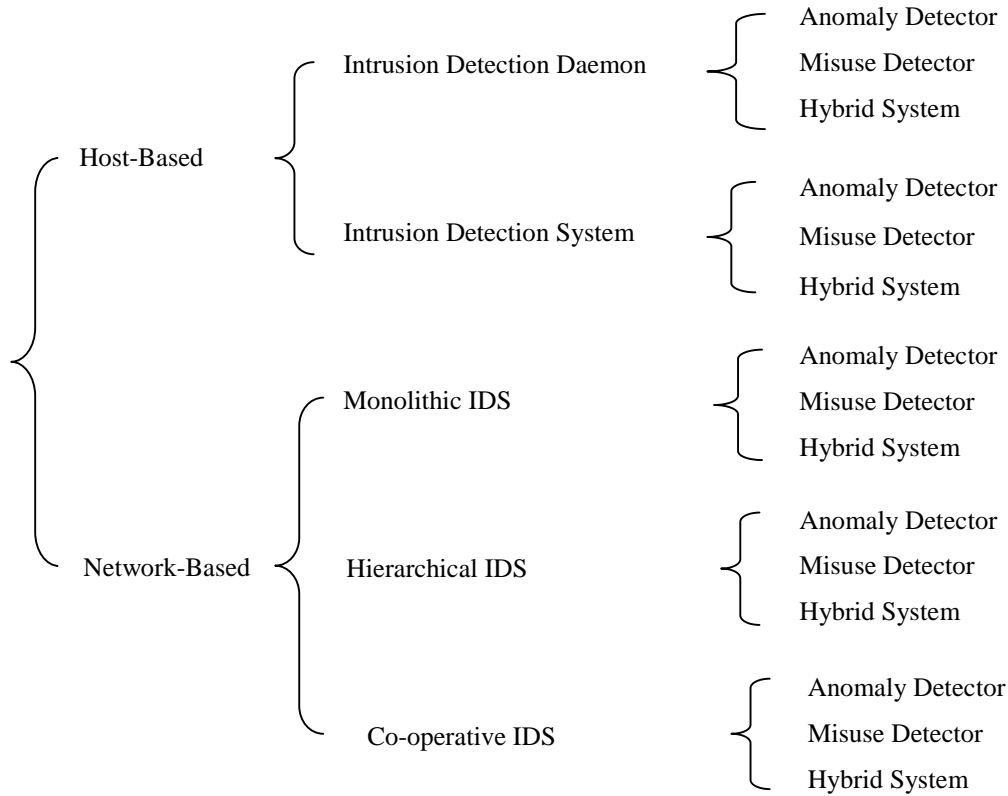 Anomaly Detector
Intrusion Detection Daemon
Misuse Detector
Hybrid System
Host-Based
Anomaly Detector
Intrusion Detection System
Misuse Detector
Hybrid System
Anomaly Detector
Monolithic IDS
Misuse Detector
Hybrid System
Anomaly Detector
Network-Based
Hierarchical IDS
Misuse Detector
Hybrid System
Anomaly Detector
Co-operative IDS
Misuse Detector
Hybrid System